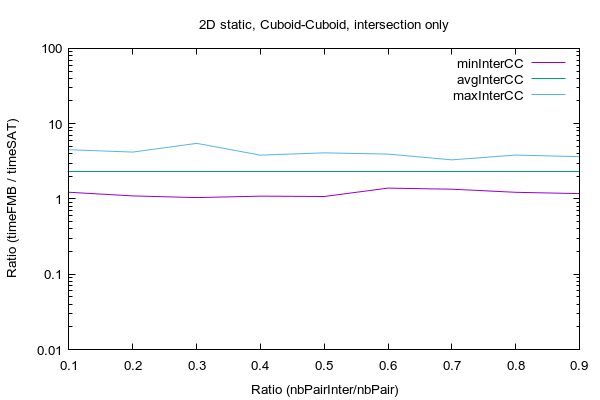 2D static, Cuboid-Cuboid, intersection only
minInterCC
avgInterCC
maxInterCC
100
10
1
0.1
0.01
Ratio (timeFMB / timeSAT)
0.1 0.2 0.3 0.4 0.5 0.6 0.7 0.8 0.9
Ratio (nbPairInter/nbPair)